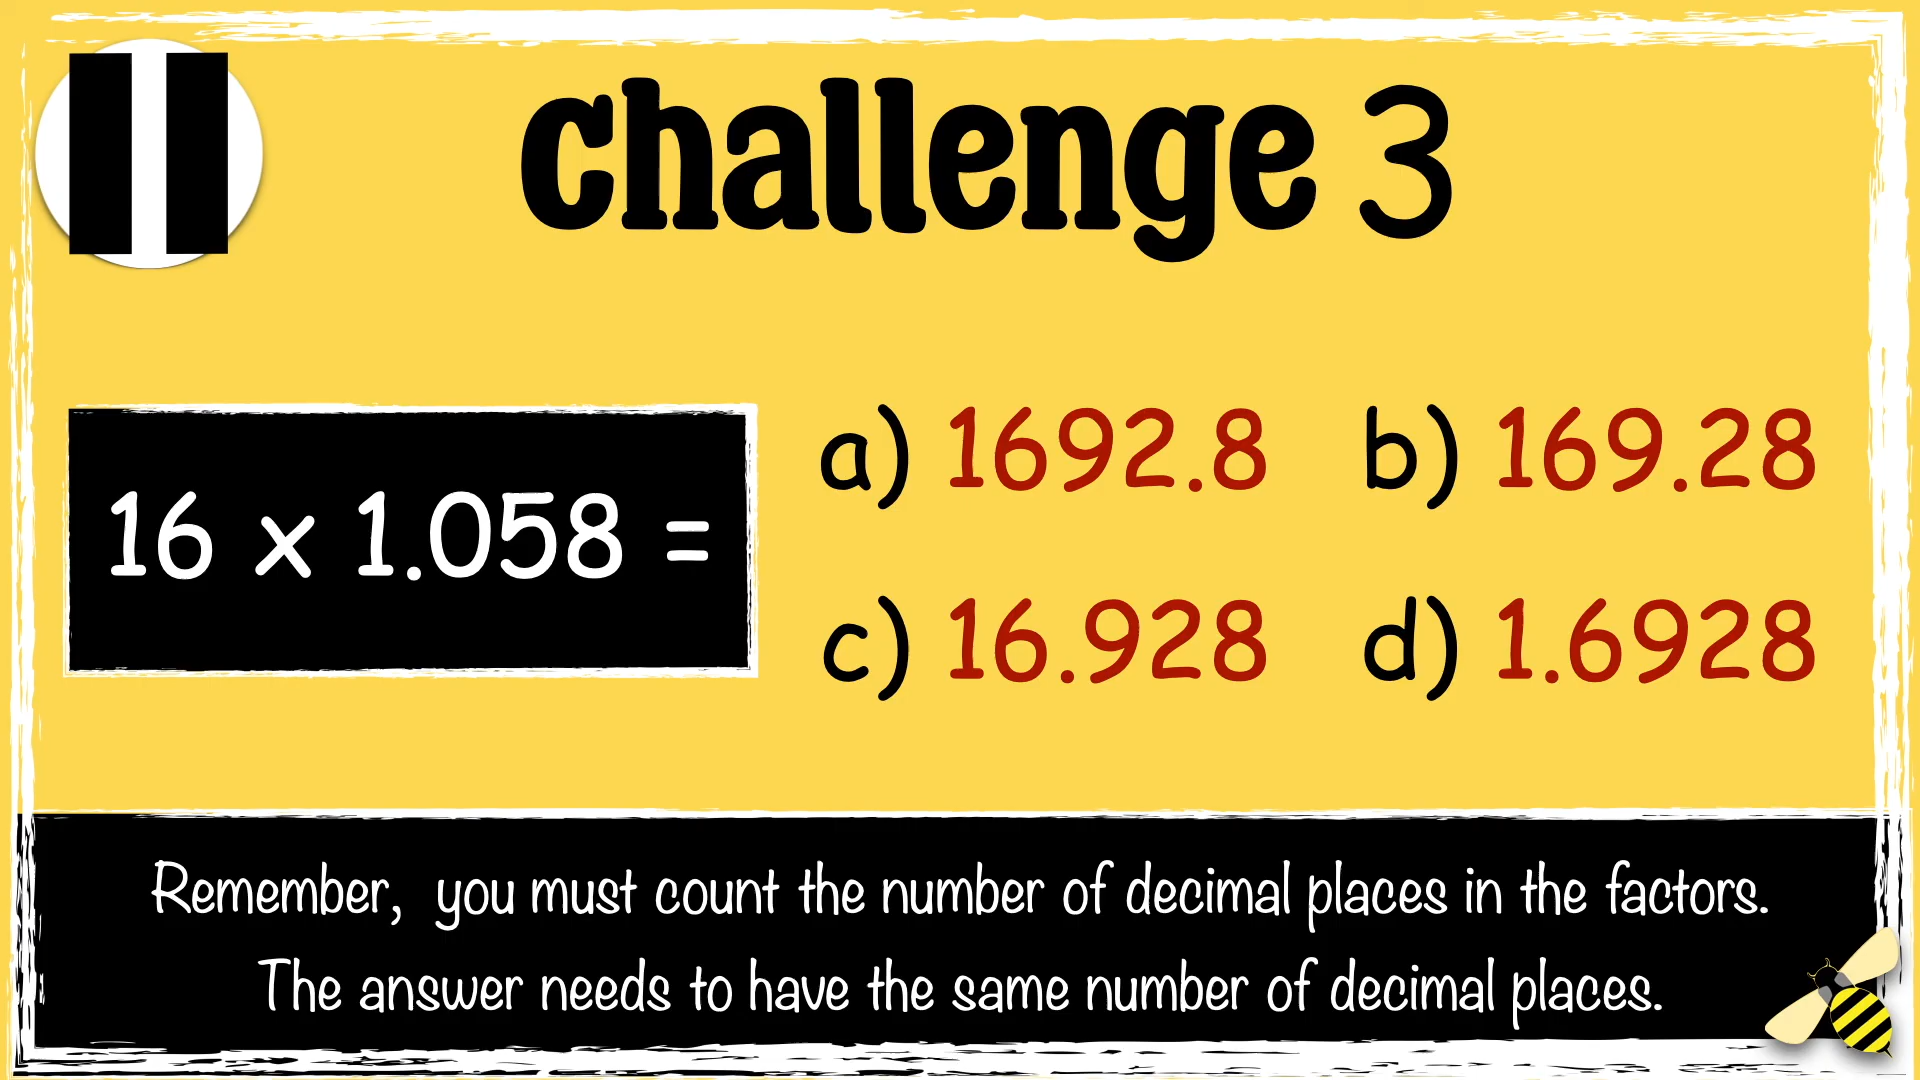 Challenge 3
16 x 1.058 =
a) 1692.8 b) 169.28
c) 16.928 d) 1.6928
Remember, you must count the number of decimal places in the factors.
The answer needs to have the same number of decimal places.